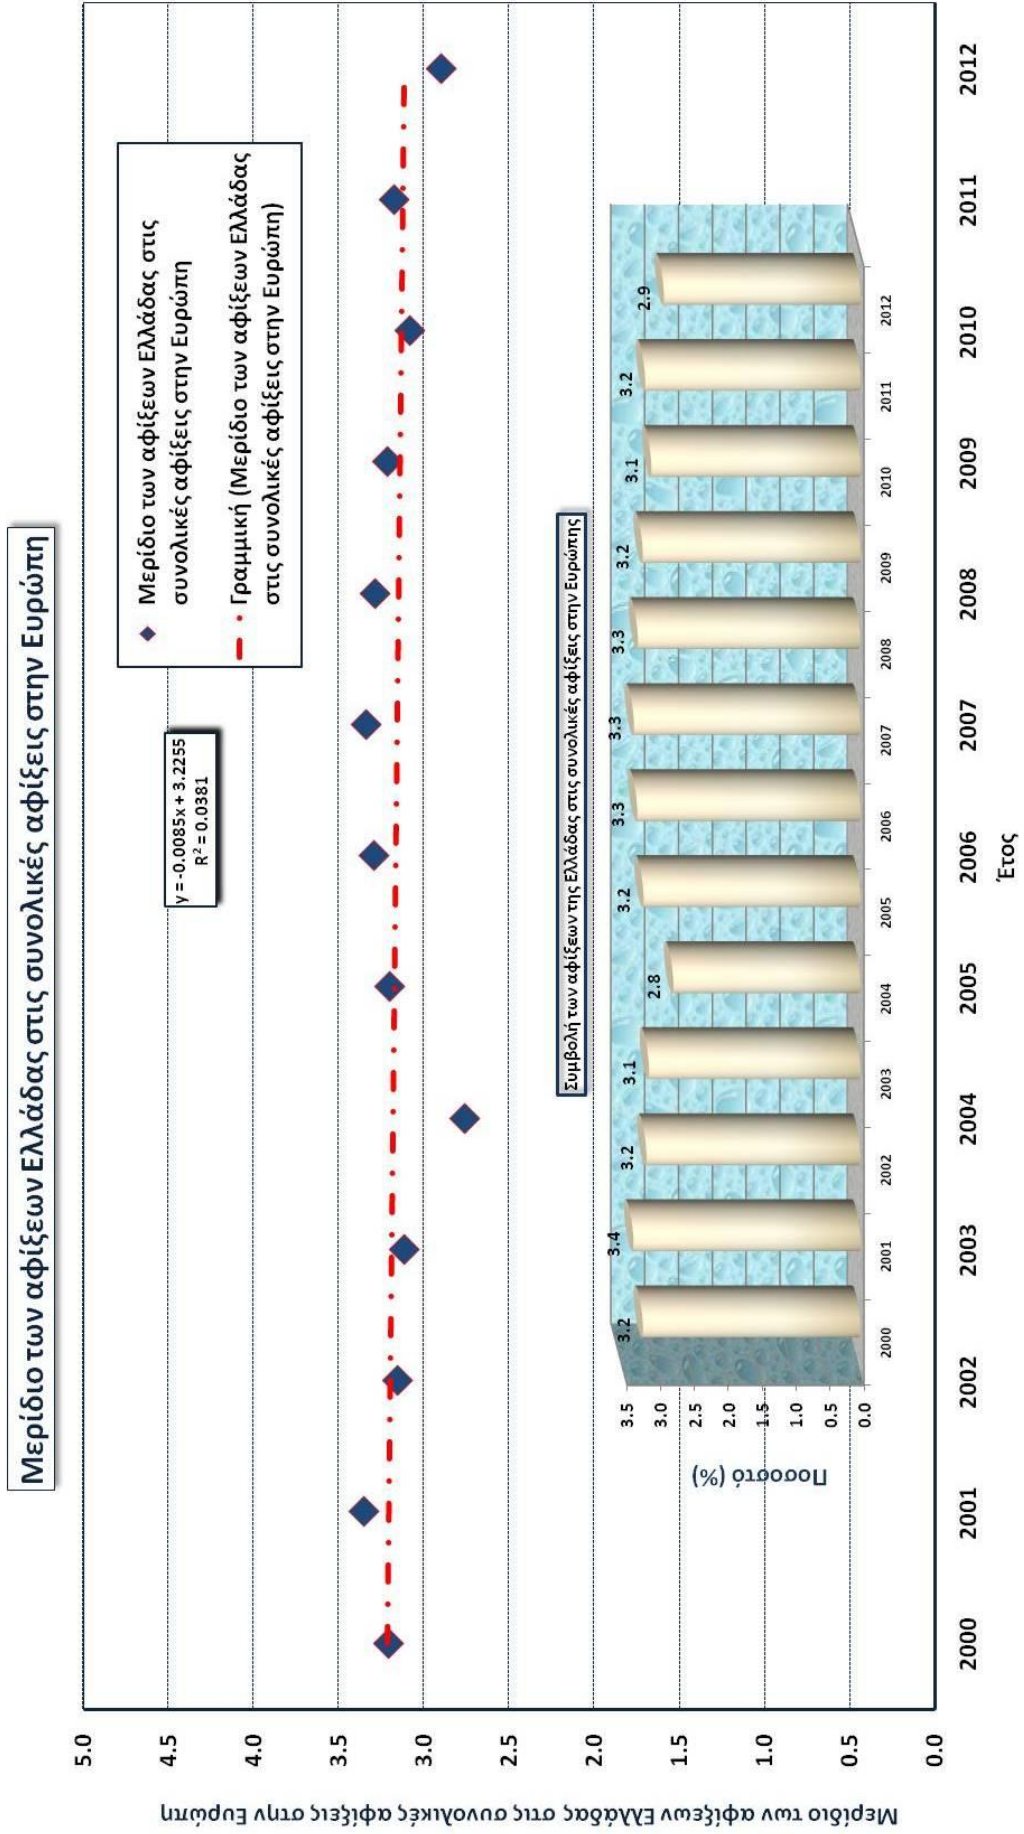 Μερίδιο των αφίξεων Ελλάδας στις συνολικές αφίξεις στην Ευρώπη
Μερίδιο των αφίξεων Ελλάδας στις συνολικές αφίξεις στην Ευρώπη
5.0
4.5
4.0
3.5
3.0
2.5
2.0
1.5
1.0
0.5
0.0
y = -0.0085x + 3.2255
R² = 0.0381
Μερίδιο των αφίξεων Ελλάδας στις
συνολικές αφίξεις στην Ευρώπη
Γραμμική (Μερίδιο των αφίξεων Ελλάδας
στις συνολικές αφίξεις στην Ευρώπη)
Συμβολή των αφίξεων της Ελλάδας στις συνολικές αφίξεις στην Ευρώπης
Ποσοστό (%)
3.5
3.0
2.5
2.0
1.5
1.0
0.5
0.0
3.2 3.4 3.2 3.1 2.8 3.2 3.3 3.3 3.3 3.2 3.1 3.2 2.9
2000 2001 2002 2003 2004 2005 2006 2007 2008 2009 2010 2011 2012
2000 2001 2002 2003 2004 2005 2006 2007 2008 2009 2010 2011 2012
Έτος